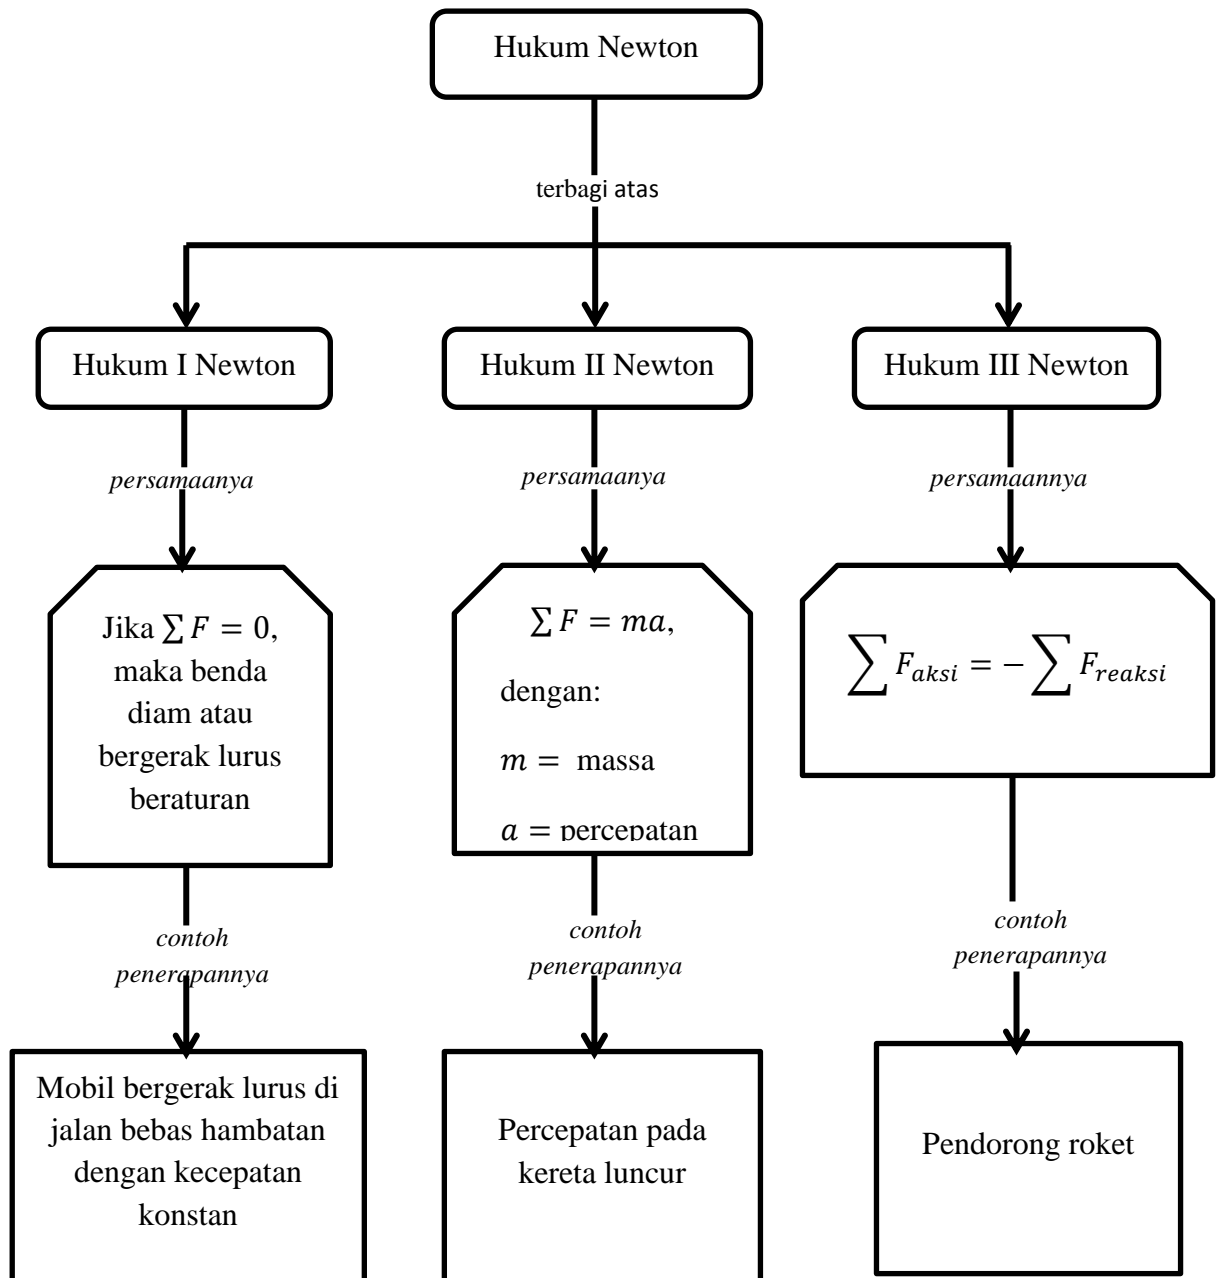 Hukum Newton
terbagi atas
Hukum I Newton
Hukum II Newton
Hukum III Newton
persamaanya
persamaanya
persamaannya
Jika ∑ F = 0,
maka benda
diam atau
bergerak lurus
beraturan
∑ F = ma,
dengan:
m = massa
a = percepatan
∑ F_aksi = − ∑ F_reaksi
contoh
penerapannya
contoh
penerapannya
contoh
penerapannya
Mobil bergerak lurus di
jalan bebas hambatan
dengan kecepatan
konstan
Percepatan pada
kereta luncur
Pendorong roket